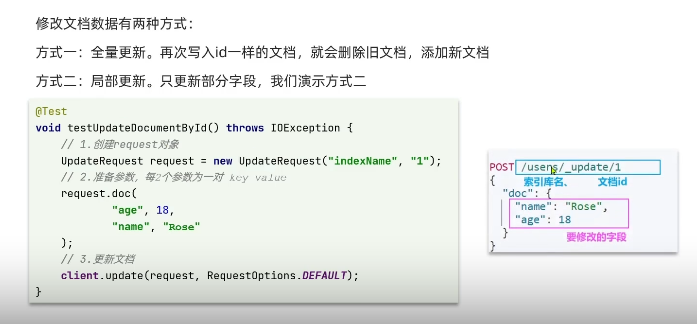 修改文档数据有两种方式：
方式一：全量更新。再次写入id一样的文档，就会删除旧文档，添加新文档
方式二：局部更新。只更新部分字段，我们演示方式二
@Test
void testUpdateDocumentById() throws IOException {
// 1.创建request对象
UpdateRequest request = new UpdateRequest("indexName", "1");
// 2.准备参数，每2个参数为一对 key value
request.doc(
"age", 18,
"name", "Rose"
);
// 3.更新文档
client.update(request, RequestOptions.DEFAULT);
}
POST /users/_update/1
索引库名、 文档id
{
"doc": {
"name": "Rose",
"age": 18
要修改的字段
}
}